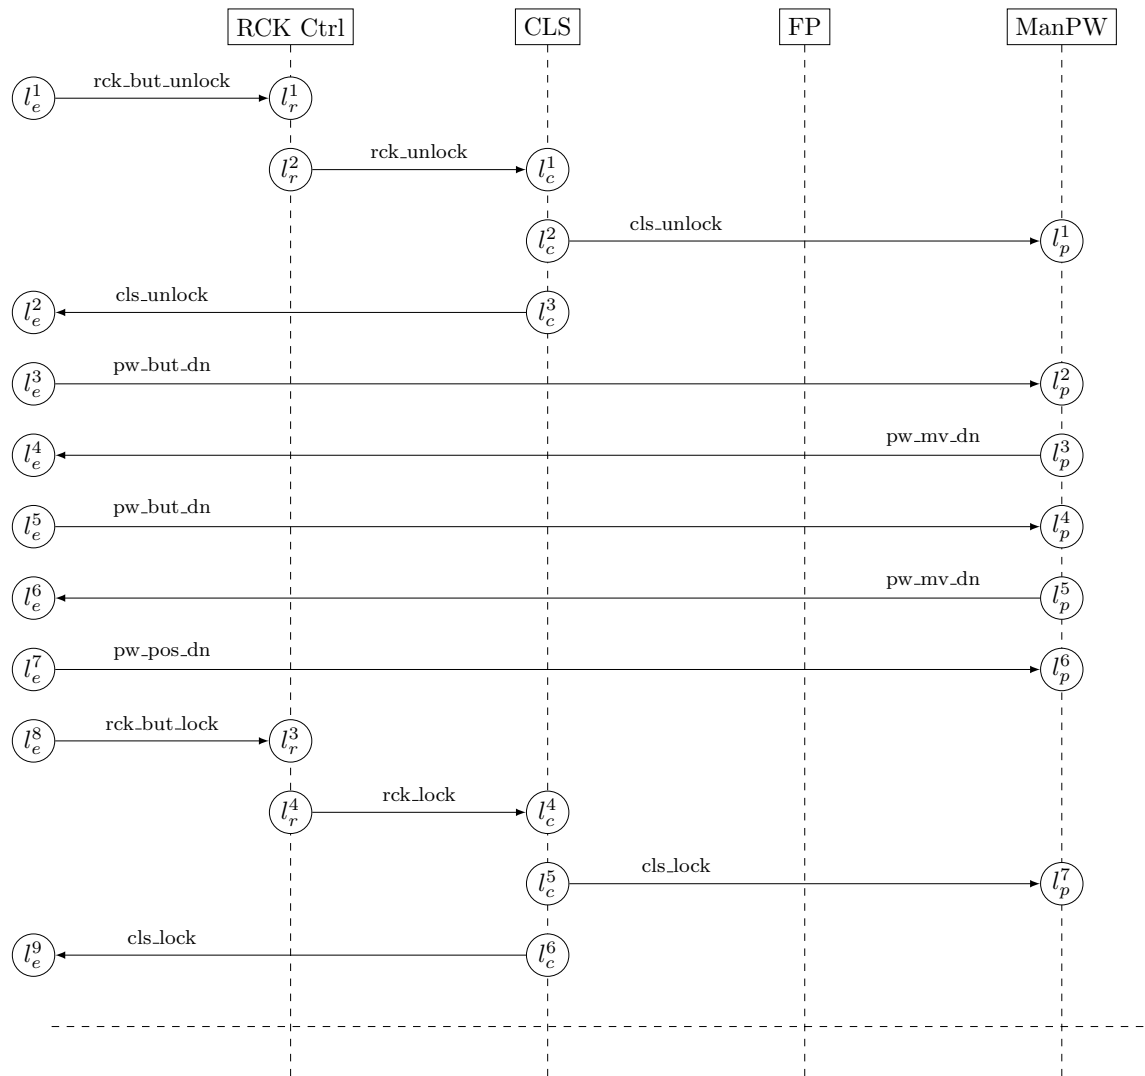 RCK Ctrl CLS FP ManPW
rck_but_unlock
l_e^1 l_r^1
rck_unlock
l_r^2 l_c^1
cls_unlock
l_c^2 l_p^1
cls_unlock
l_e^2 l_c^3
pw_but_dn
l_e^3 l_p^2
pw_mv_dn
l_e^4 l_p^3
pw_but_dn
l_e^5 l_p^4
pw_mv_dn
l_e^6 l_p^5
pw_pos_dn
l_e^7 l_p^6
rck_but_lock
l_e^8 l_r^3
rck_lock
l_r^4 l_c^4
cls_lock
l_c^5 l_p^7
cls_lock
l_e^9 l_c^6